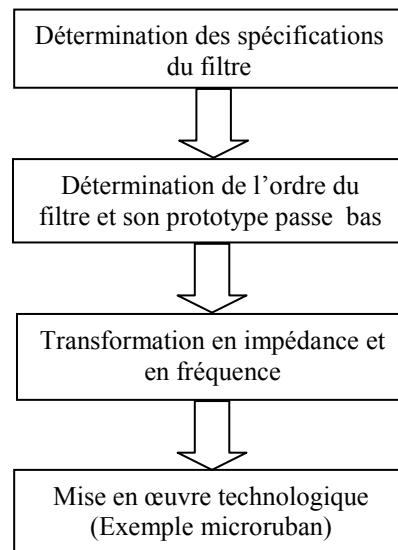 Détermination des spécifications
du filtre
Détermination de l’ordre du
filtre et son prototype passe bas
Transformation en impédance et
en fréquence
Mise en œuvre technologique
(Exemple microruban)